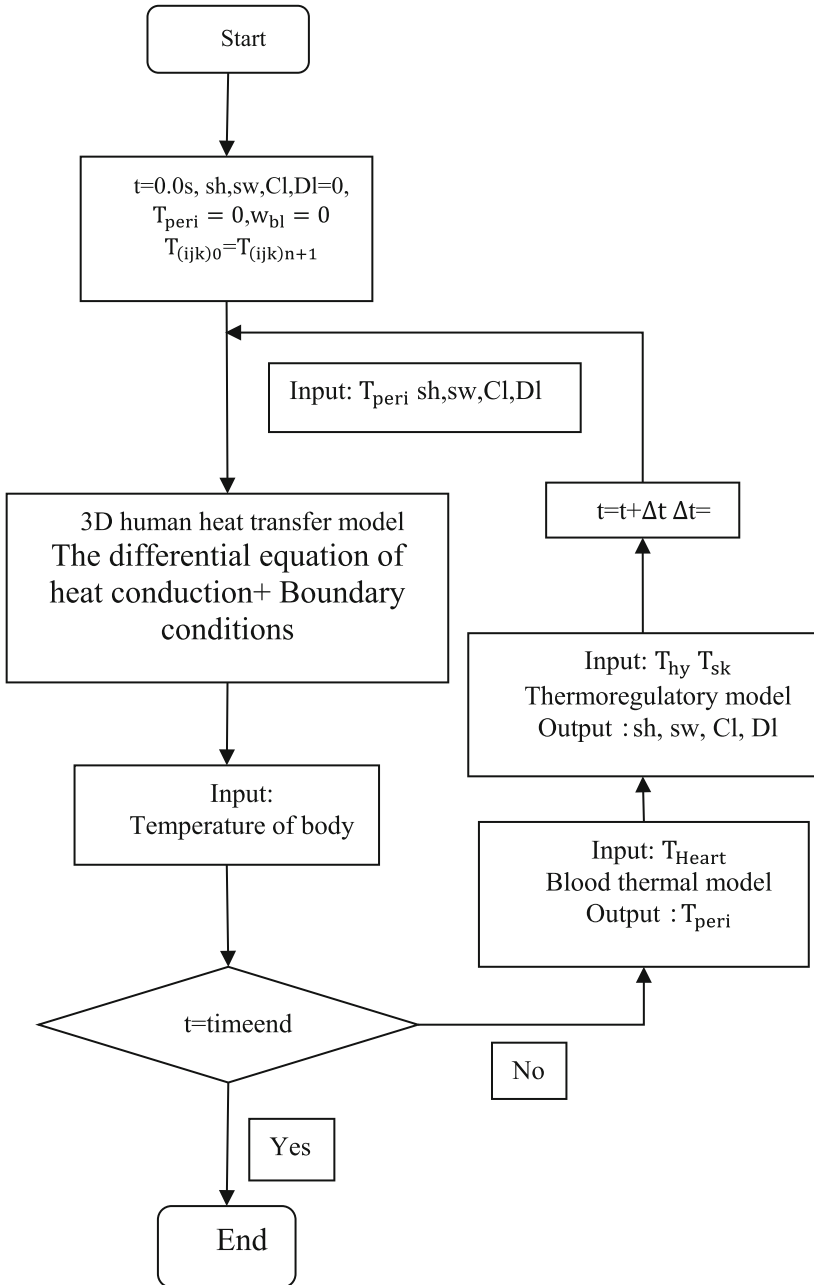 Start
t=0.0s, sh,sw,Cl,Dl=0,
T_peri = 0,w_bl = 0
T_(ijk)0=T_(ijk)n+1
Input: T_peri sh,sw,Cl,Dl
3D human heat transfer model
The differential equation of
heat conduction+ Boundary
conditions
t=t+Δt Δt=
Input: T_hy T_sk
Thermoregulatory model
Output : sh, sw, Cl, Dl
Input:
Temperature of body
Input: T_Heart
Blood thermal model
Output : T_peri
t=timeend
No
Yes
End